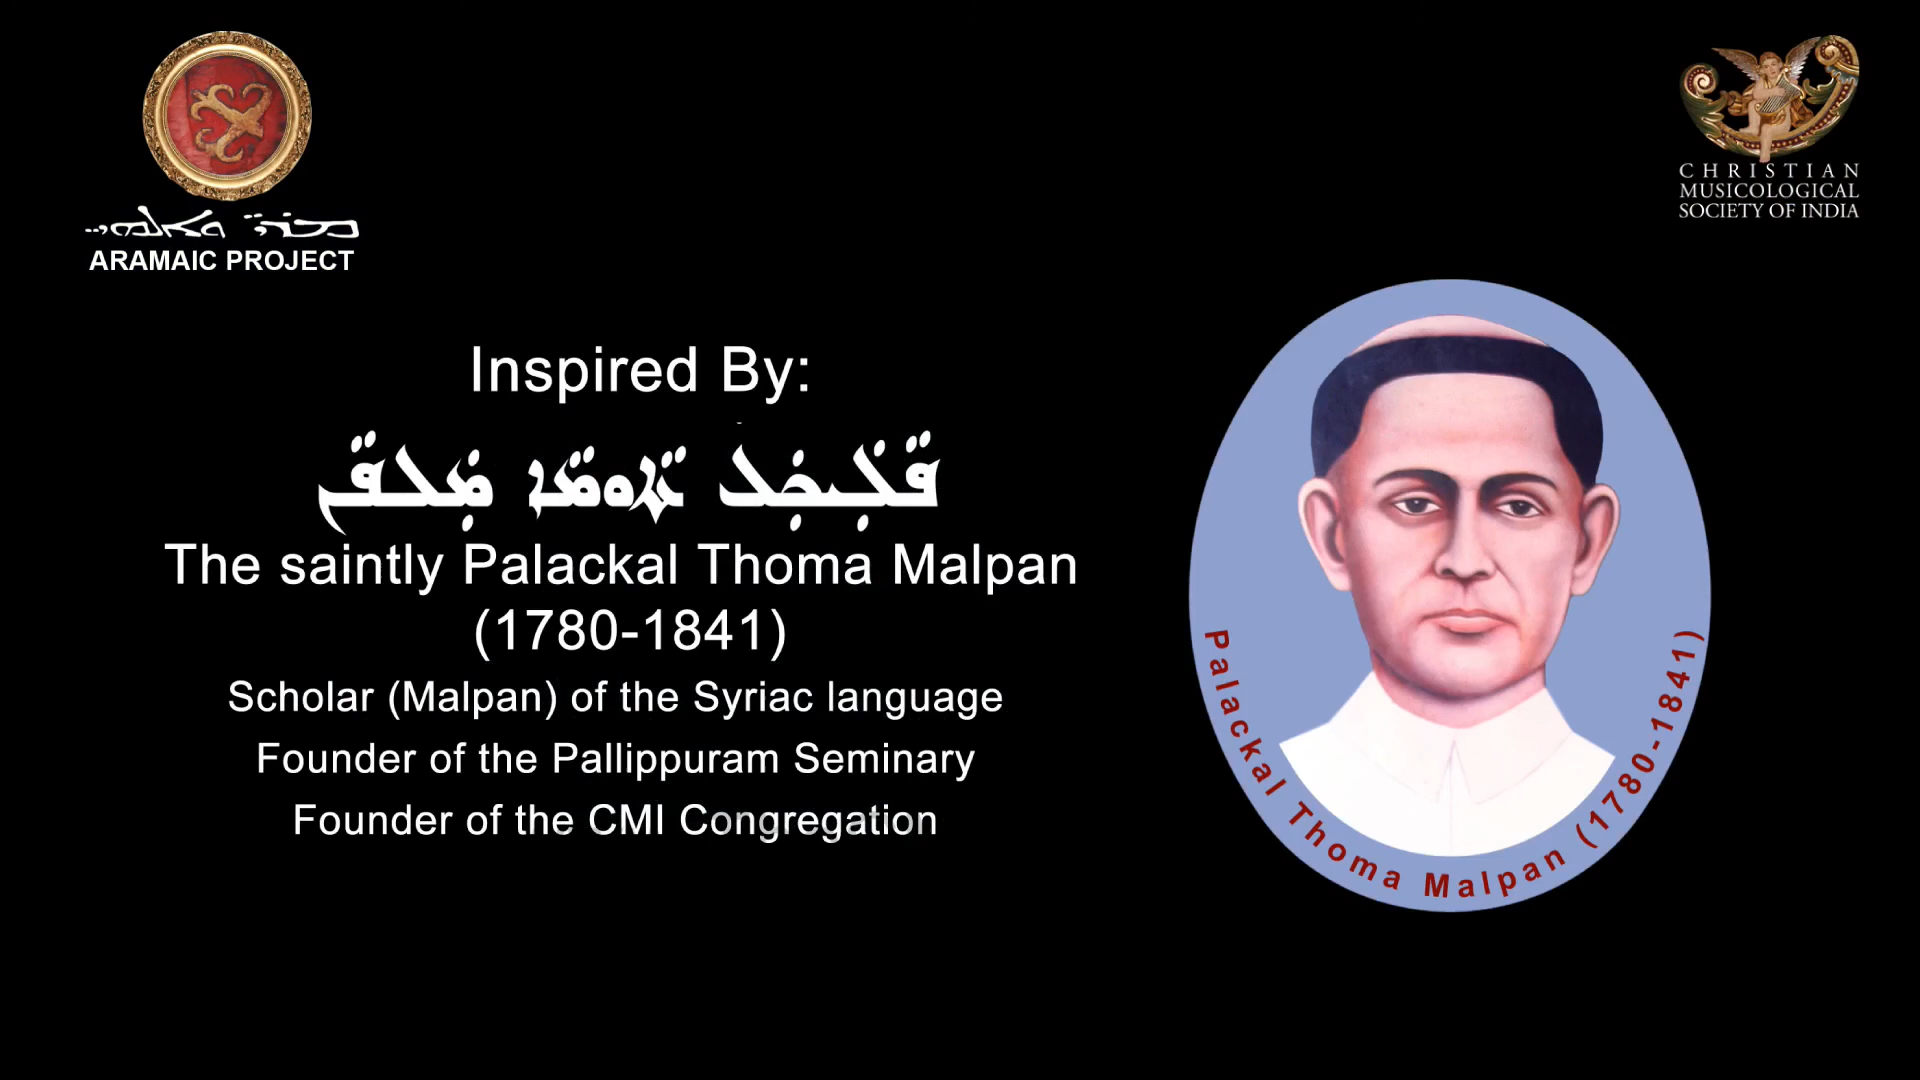 ARAMAIC PROJECT
CHRISTIAN
MUSICOLOGICAL
SOCIETY OF INDIA
Inspired By:
The saintly Palackal Thoma Malpan
(1780-1841)
Scholar (Malpan) of the Syriac language
Founder of the Pallippuram Seminary
Founder of the CMI Congregation
Palackal Thoma Malpan (1780-1841)